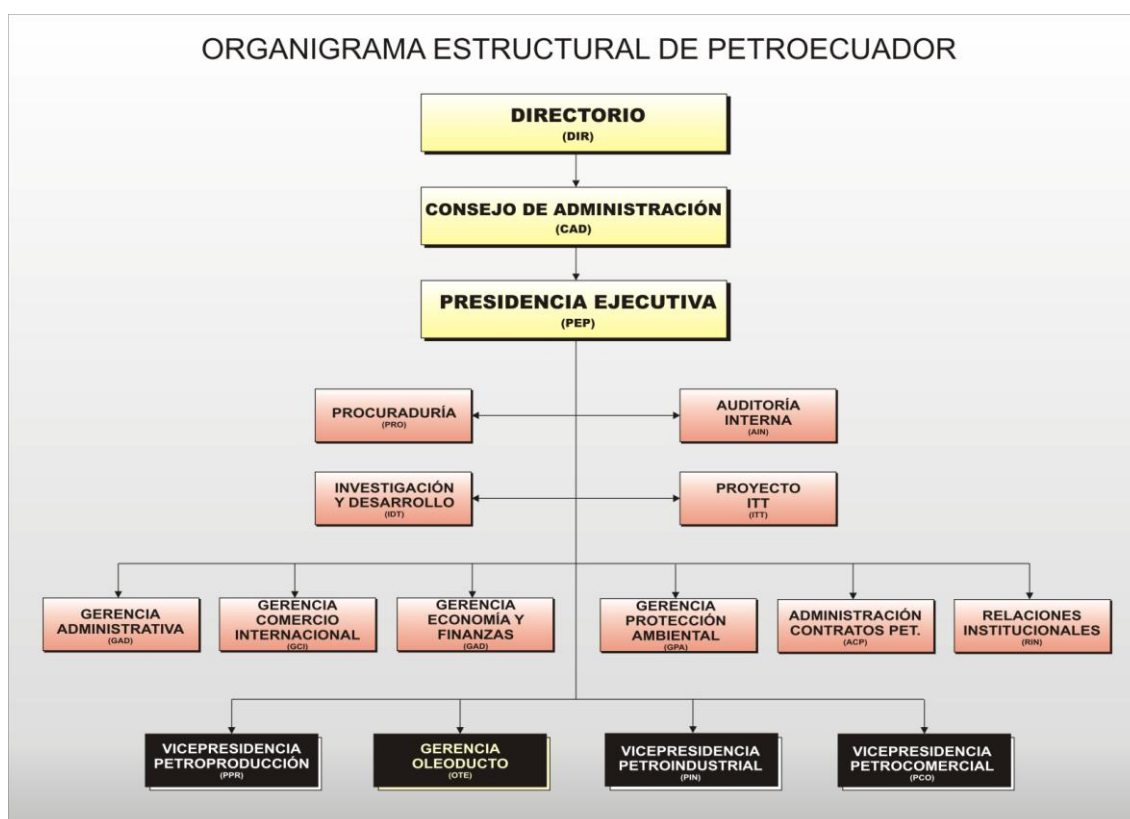 ORGANIGRAMA ESTRUCTURAL DE PETROECUADOR
DIRECTORIO
(DIR)
CONSEJO DE ADMINISTRACIÓN
(CAD)
PRESIDENCIA EJECUTIVA
(PEP)
PROCURADURÍA
(PRO)
AUDITORÍA
INTERNA
(AIN)
INVESTIGACIÓN
Y DESARROLLO
(IDT)
PROYECTO
ITT
(ITT)
GERENCIA
ADMINISTRATIVA
(GAD)
GERENCIA
COMERCIO
INTERNACIONAL
(GCI)
GERENCIA
ECONOMÍA Y
FINANZAS
(GAD)
GERENCIA
PROTECCIÓN
AMBIENTAL
(GPA)
ADMINISTRACIÓN
CONTRATOS PET.
(ACP)
RELACIONES
INSTITUCIONALES
(RIN)
VICEPRESIDENCIA
PETROPRODUCCIÓN
(PPR)
GERENCIA
OLEODUCTO
(OTE)
VICEPRESIDENCIA
PETROINDUSTRIAL
(PIN)
VICEPRESIDENCIA
PETROCOMERCIAL
(PCO)